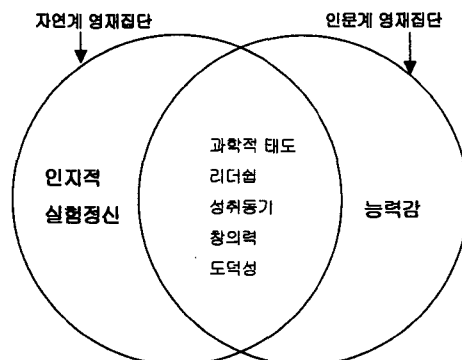 자연계 영재집단
인문계 영재집단
과학적 태도
인지적
리더쉽
실험정신
성취동기
능력감
창의력
도덕성